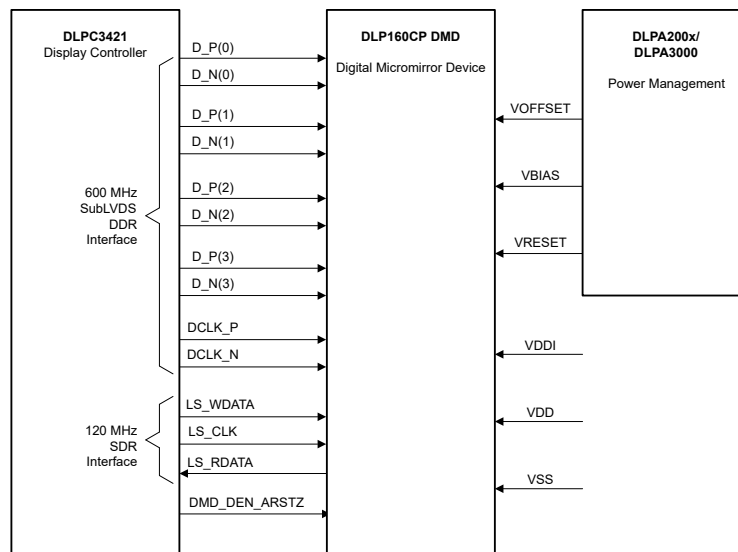 DLPC3421
Display Controller
600 MHz
SubLVDS
DDR
Interface
120 MHz
SDR
Interface
D_P(0)
D_N(0)
D_P(1)
D_N(1)
D_P(2)
D_N(2)
D_P(3)
D_N(3)
DCLK_P
DCLK_N
LS_WDATA
LS_CLK
LS_RDATA
DMD_DEN_ARSTZ
DLP160CP DMD
Digital Micromirror Device
VOFFSET
VBIAS
VRESET
VDDI
VDD
VSS
DLPA200x/
DLPA3000
Power Management